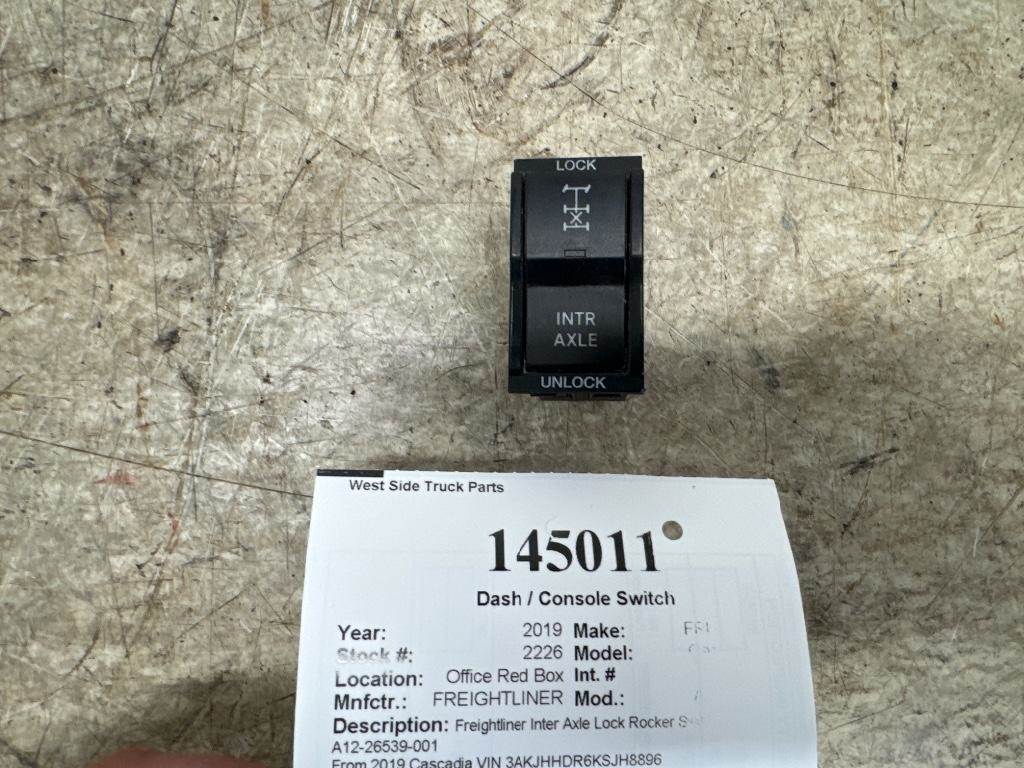 LOCK
INTR
AXLE
UNLOCK
West Side Truck Parts
145011
Dash / Console Switch
Year: 2019 Make:
Stock #: 2226 Model:
Location: Office Red Box Int. #
Mnfctr.: FREIGHTLINER Mod.:
Description: Freightliner Inter Axle Lock Rocker
A12-26539-001
From 2019 Cascadia VIN 3AKJHHDR6KSJH8896